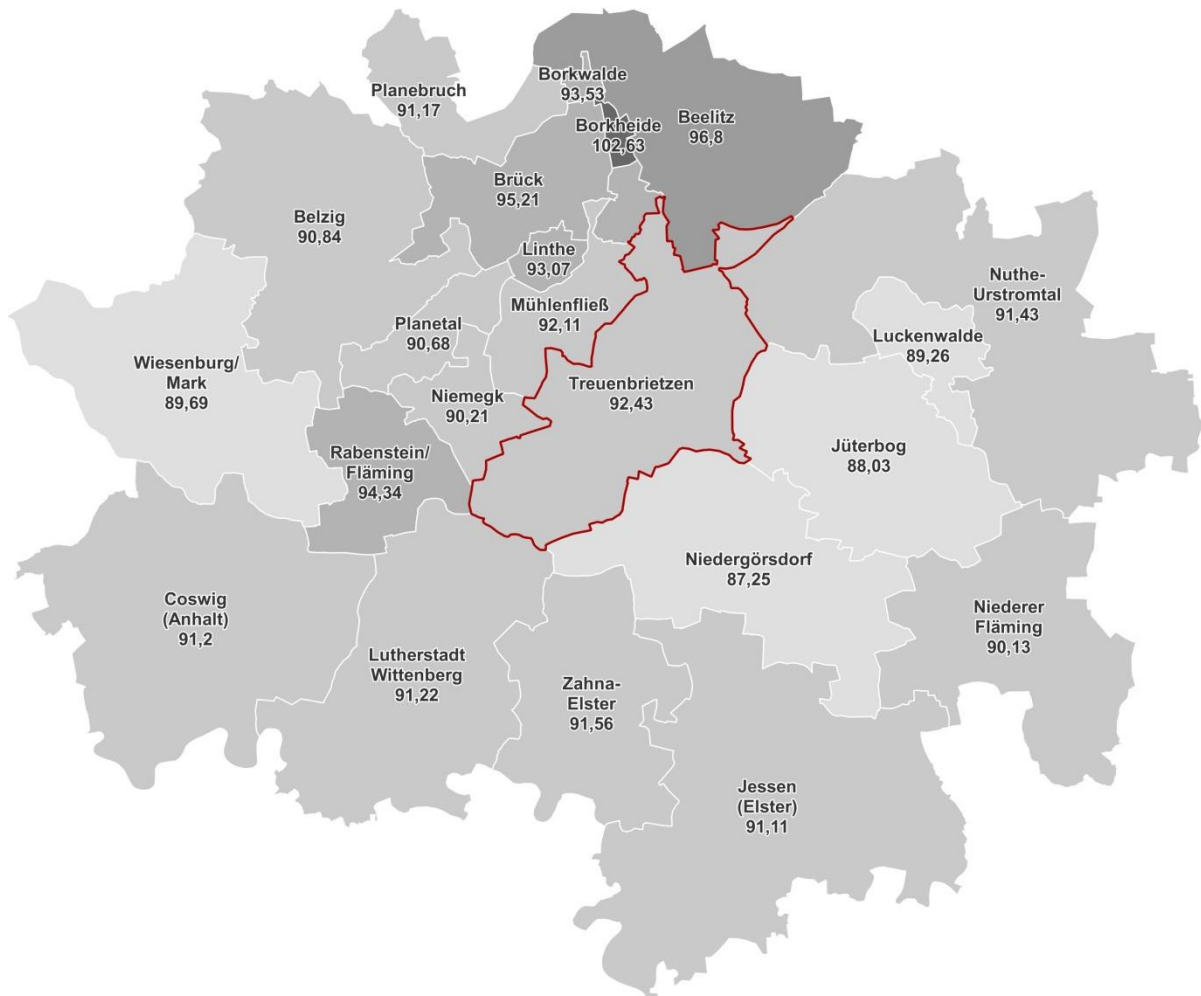 Planebruch
91,17
Borkwalde
93,53
Borkheide
102,63
Beelitz
96,8
Brück
95,21
Belzig
90,84
Linthe
93,07
Nuthe-
Urstromtal
91,43
Mühlenfließ
92,11
Planetal
90,68
Luckenwalde
89,26
Wiesenburg/
Mark
89,69
Treuenbrietzen
92,43
Niemegk
90,21
Jüterbog
88,03
Rabenstein/
Fläming
94,34
Niedergörsdorf
87,25
Coswig
(Anhalt)
91,2
Niederer
Fläming
90,13
Lutherstadt
Wittenberg
91,22
Zahna-
Elster
91,56
Jessen
(Elster)
91,11